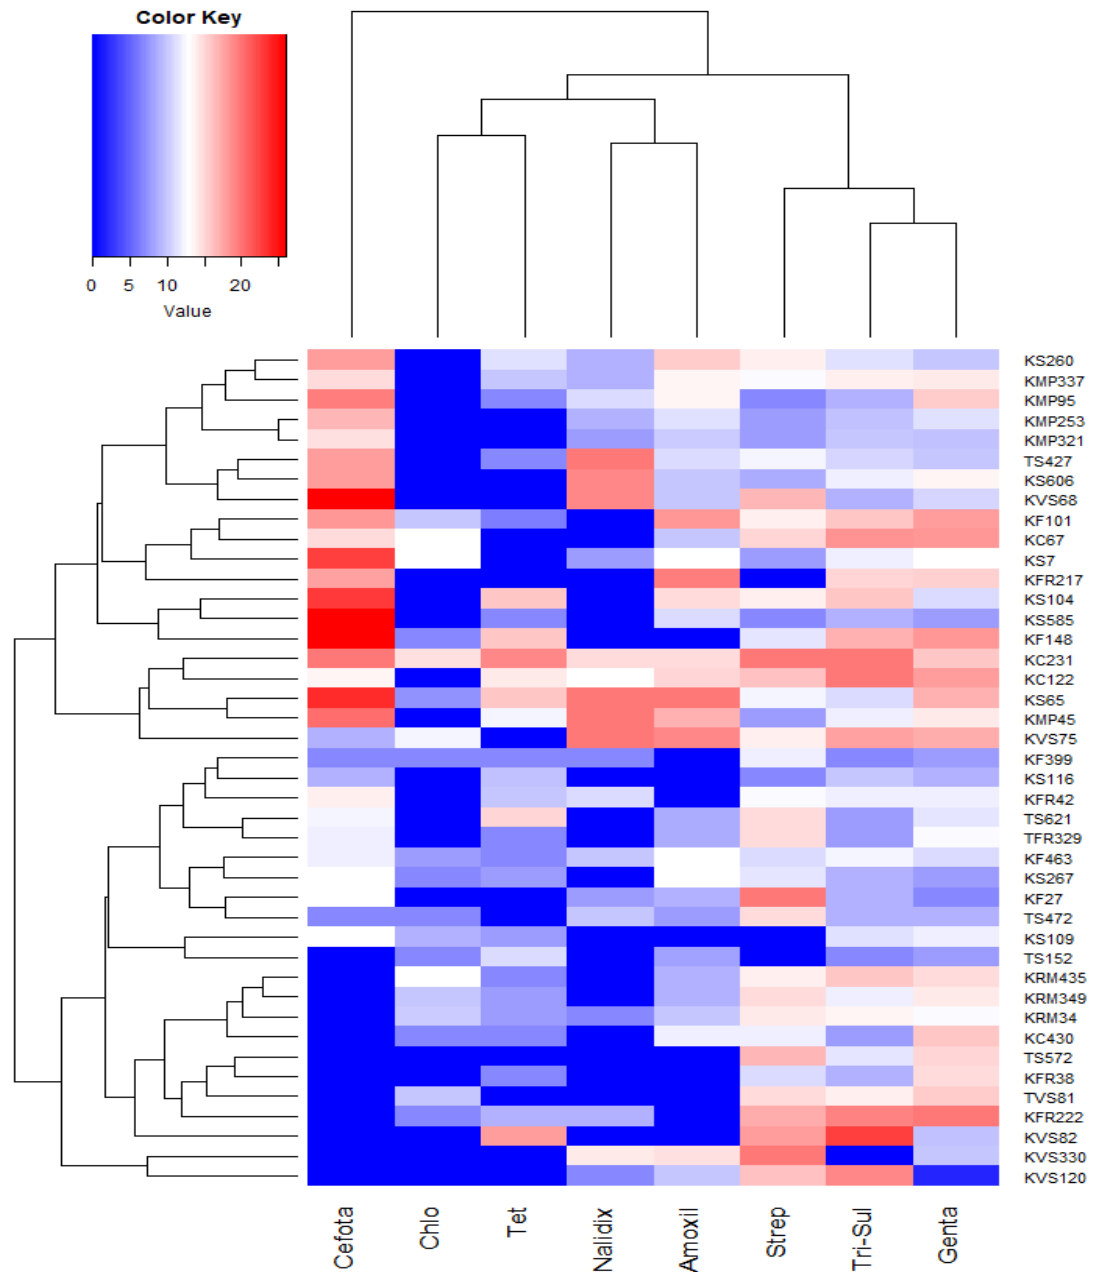 Color Key
0 5 10 20
Value
KS260
KMP337
KMP95
KMP253
KMP321
TS427
KS606
KVS68
KF101
KC67
KS7
KFR217
KS104
KS585
KF148
KC231
KC122
KS65
KMP45
KVS75
KF399
KS116
KFR42
TS621
TFR329
KF463
KS267
KF27
TS472
KS109
TS152
KRM435
KRM349
KRM34
KC430
TS572
KFR38
TVS81
KFR222
KVS82
KVS330
KVS120
Cefota
Chlo
Tet
Nalidix
Amoxil
Strep
Tri-Sul
Genta